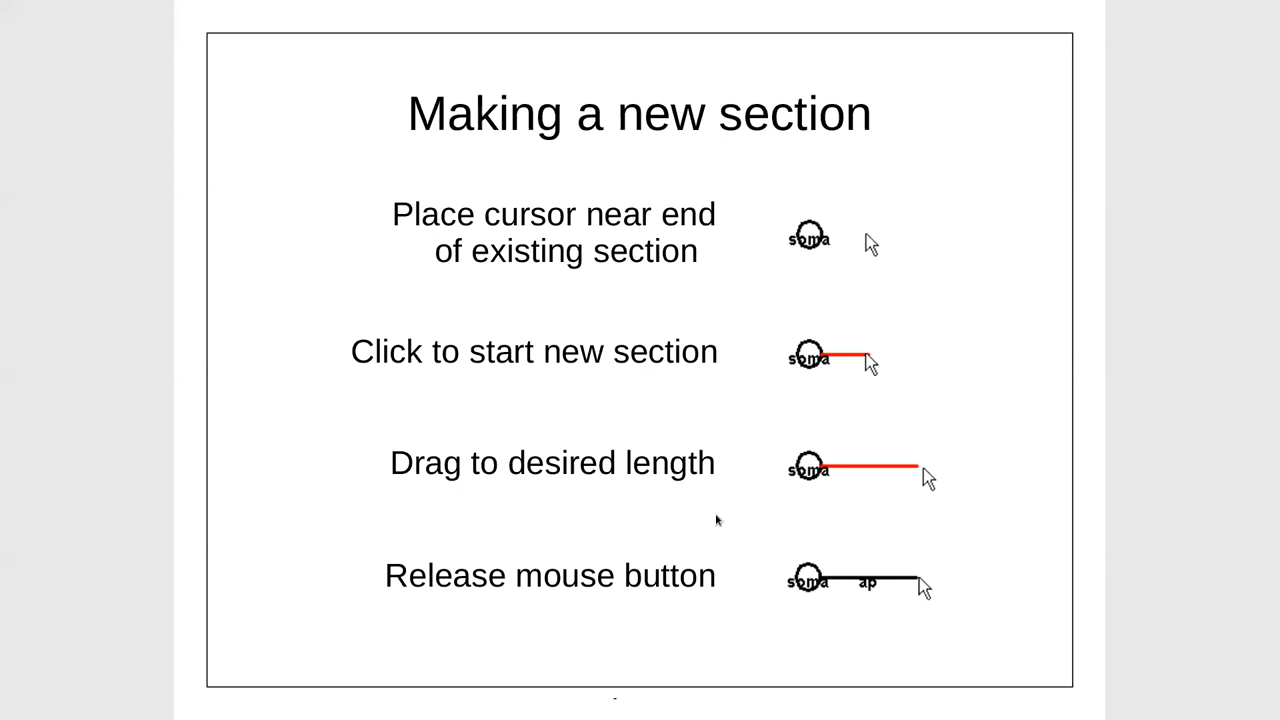 Making a new section
Place cursor near end
of existing section
soma
Click to start new section
soma
Drag to desired length
soma
Release mouse button
soma ap
-